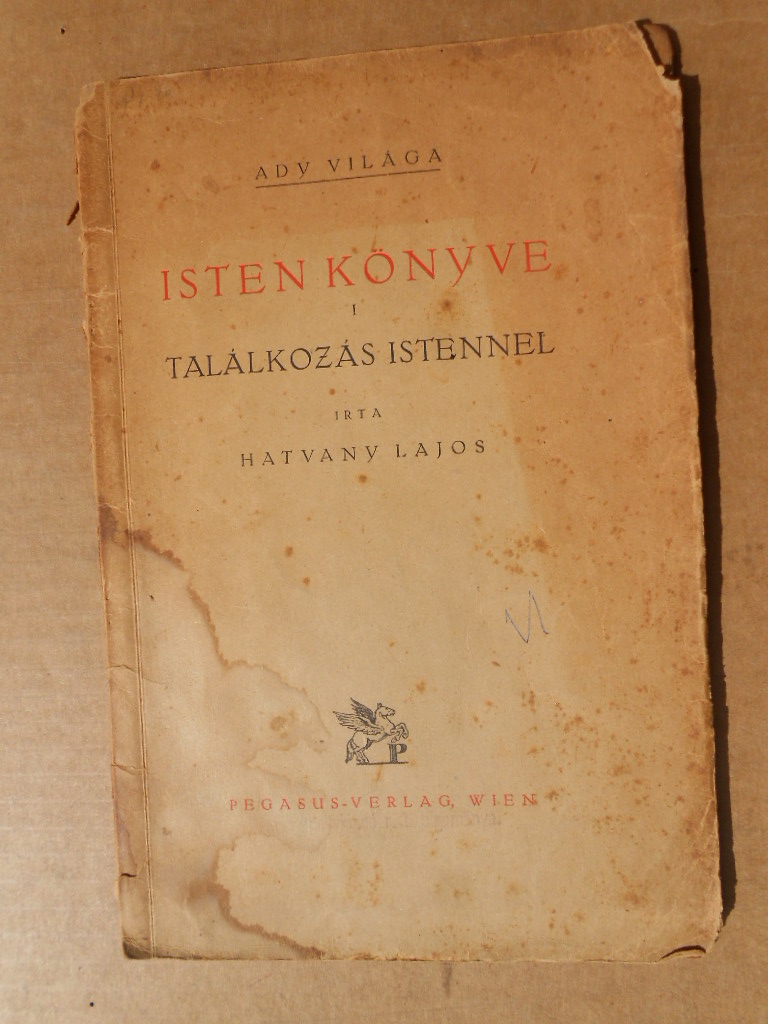 ADY VILÁGA
ISTEN KÖNYVE
I
TALÁLKOZÁS ISTENNEL
IRTA
HATVANY LAJOS
P
PEGASUS-VERLAG, WIEN